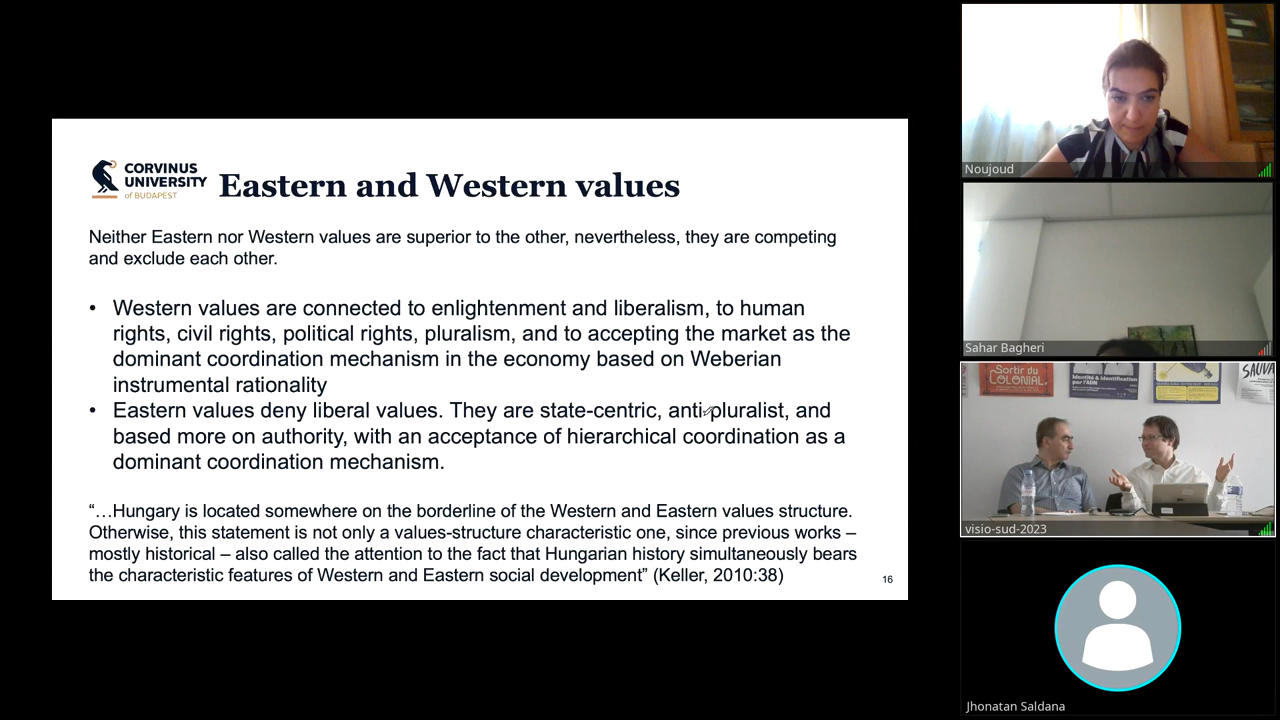 CORVINUS
UNIVERSITY
of BUDAPEST
Eastern and Western values
Neither Eastern nor Western values are superior to the other, nevertheless, they are competing
and exclude each other.
• Western values are connected to enlightenment and liberalism, to human
rights, civil rights, political rights, pluralism, and to accepting the market as the
dominant coordination mechanism in the economy based on Weberian
instrumental rationality
• Eastern values deny liberal values. They are state-centric, anti-pluralist, and
based more on authority, with an acceptance of hierarchical coordination as a
dominant coordination mechanism.
“…Hungary is located somewhere on the borderline of the Western and Eastern values structure.
Otherwise, this statement is not only a values-structure characteristic one, since previous works –
mostly historical – also called the attention to the fact that Hungarian history simultaneously bears
the characteristic features of Western and Eastern social development” (Keller, 2010:38)
16
Noujoud
Sahar Bagheri
Sortir du
COLONIAL
Identité & identification
par l'ADN
SAUVA
visio-sud-2023
Jhonatan Saldana